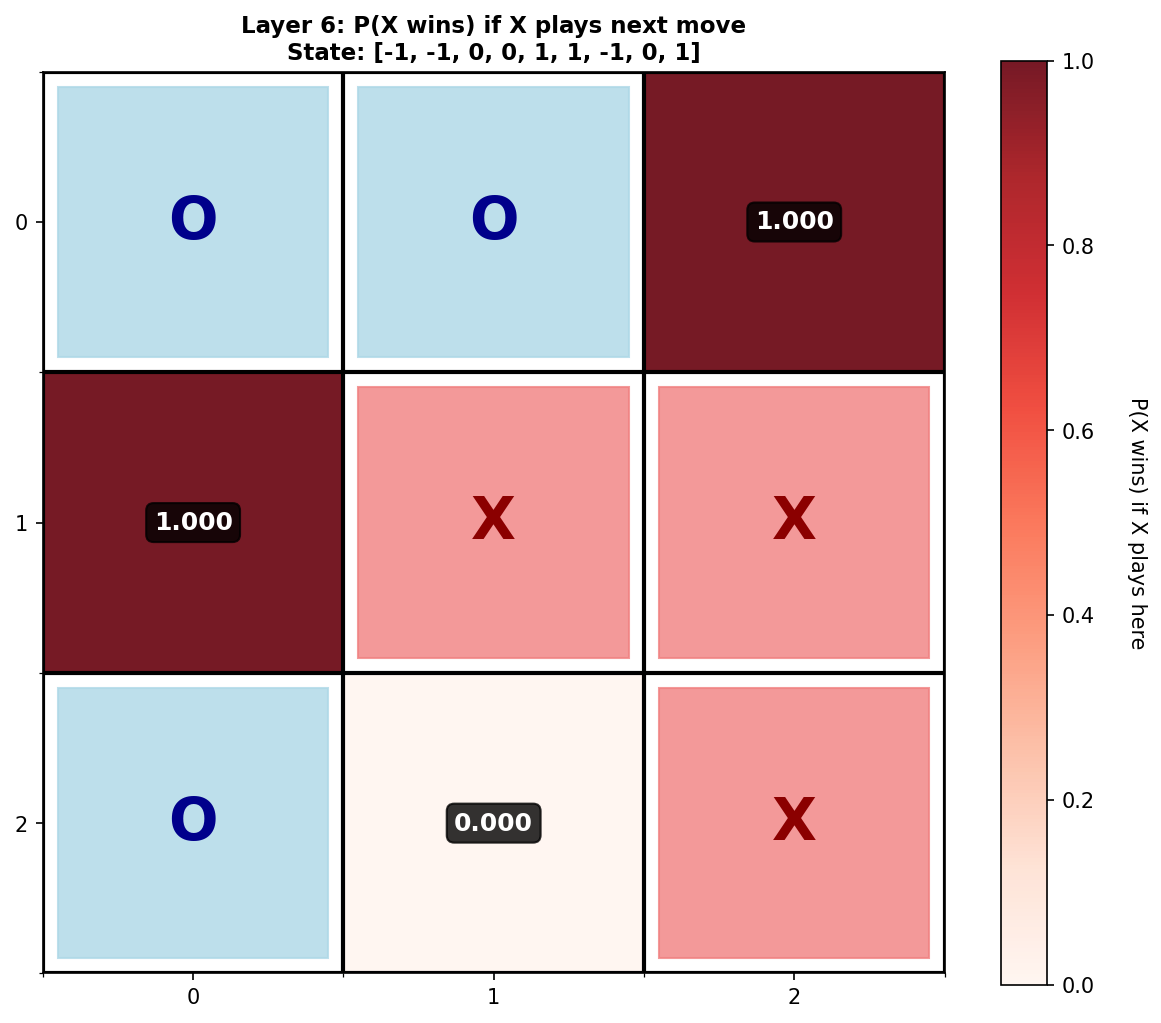 Layer 6: P(X wins) if X plays next move
State: [-1, -1, 0, 0, 1, 1, -1, 0, 1]
0
O
O
1.000
1
1.000
X
X
2
O
0.000
X
0
1
2
1.0
0.8
0.6
0.4
0.2
0.0
P(X wins) if X plays here